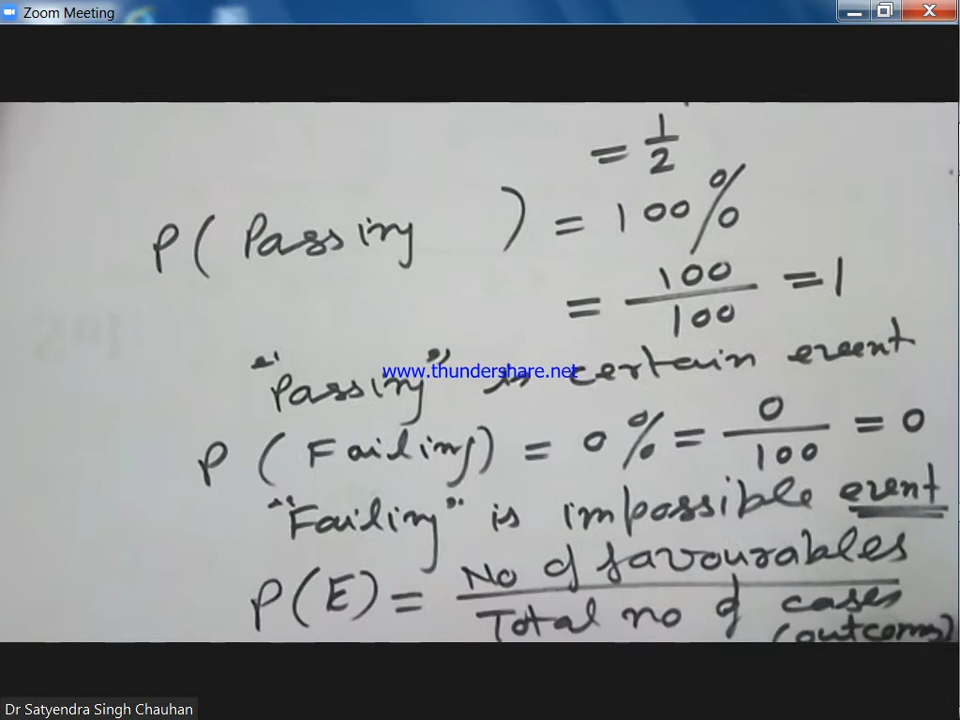 Zoom Meeting
= 1/2
P( Passing ) = 100%
= 100/100 = 1
"Passing" is certain event
www.thundershare.net
P ( Failing) = 0% = 0/100 = 0
"Failing" is impossible event
P(E) = No of favourables / Total no of cases
(outcoms)
Dr Satyendra Singh Chauhan